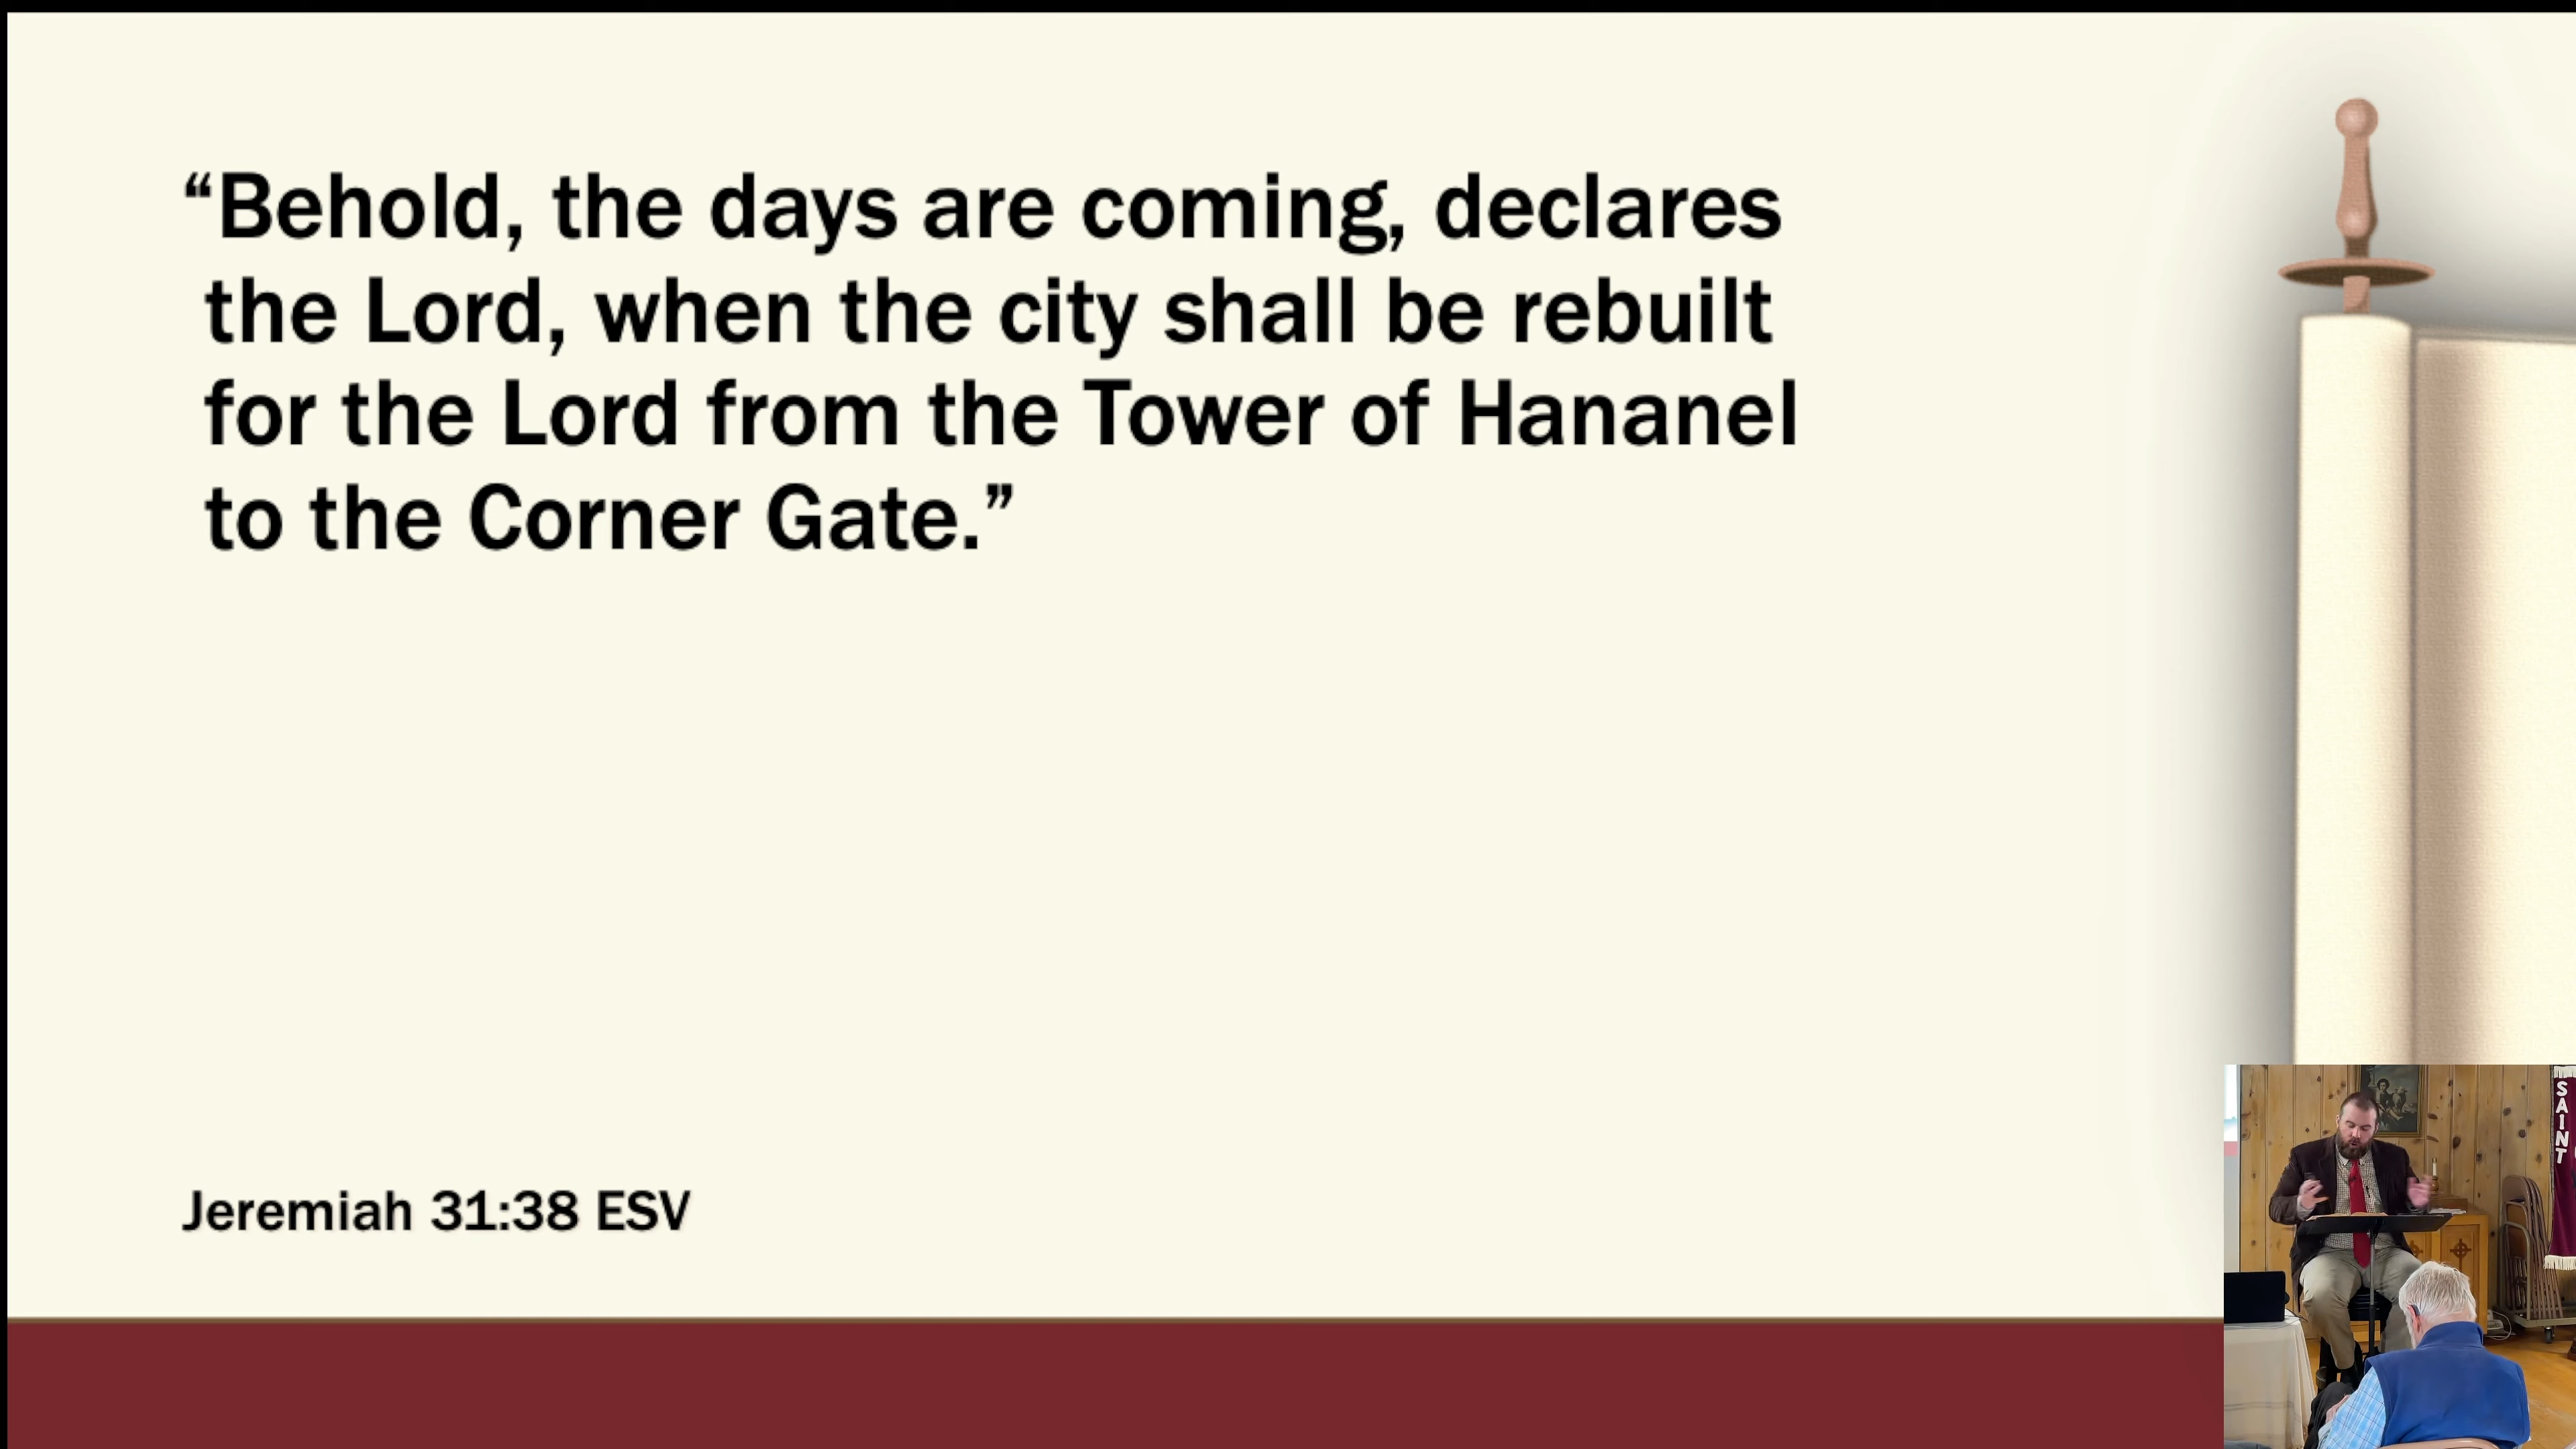 “Behold, the days are coming, declares
the Lord, when the city shall be rebuilt
for the Lord from the Tower of Hananel
to the Corner Gate.”
Jeremiah 31:38 ESV
SAINT